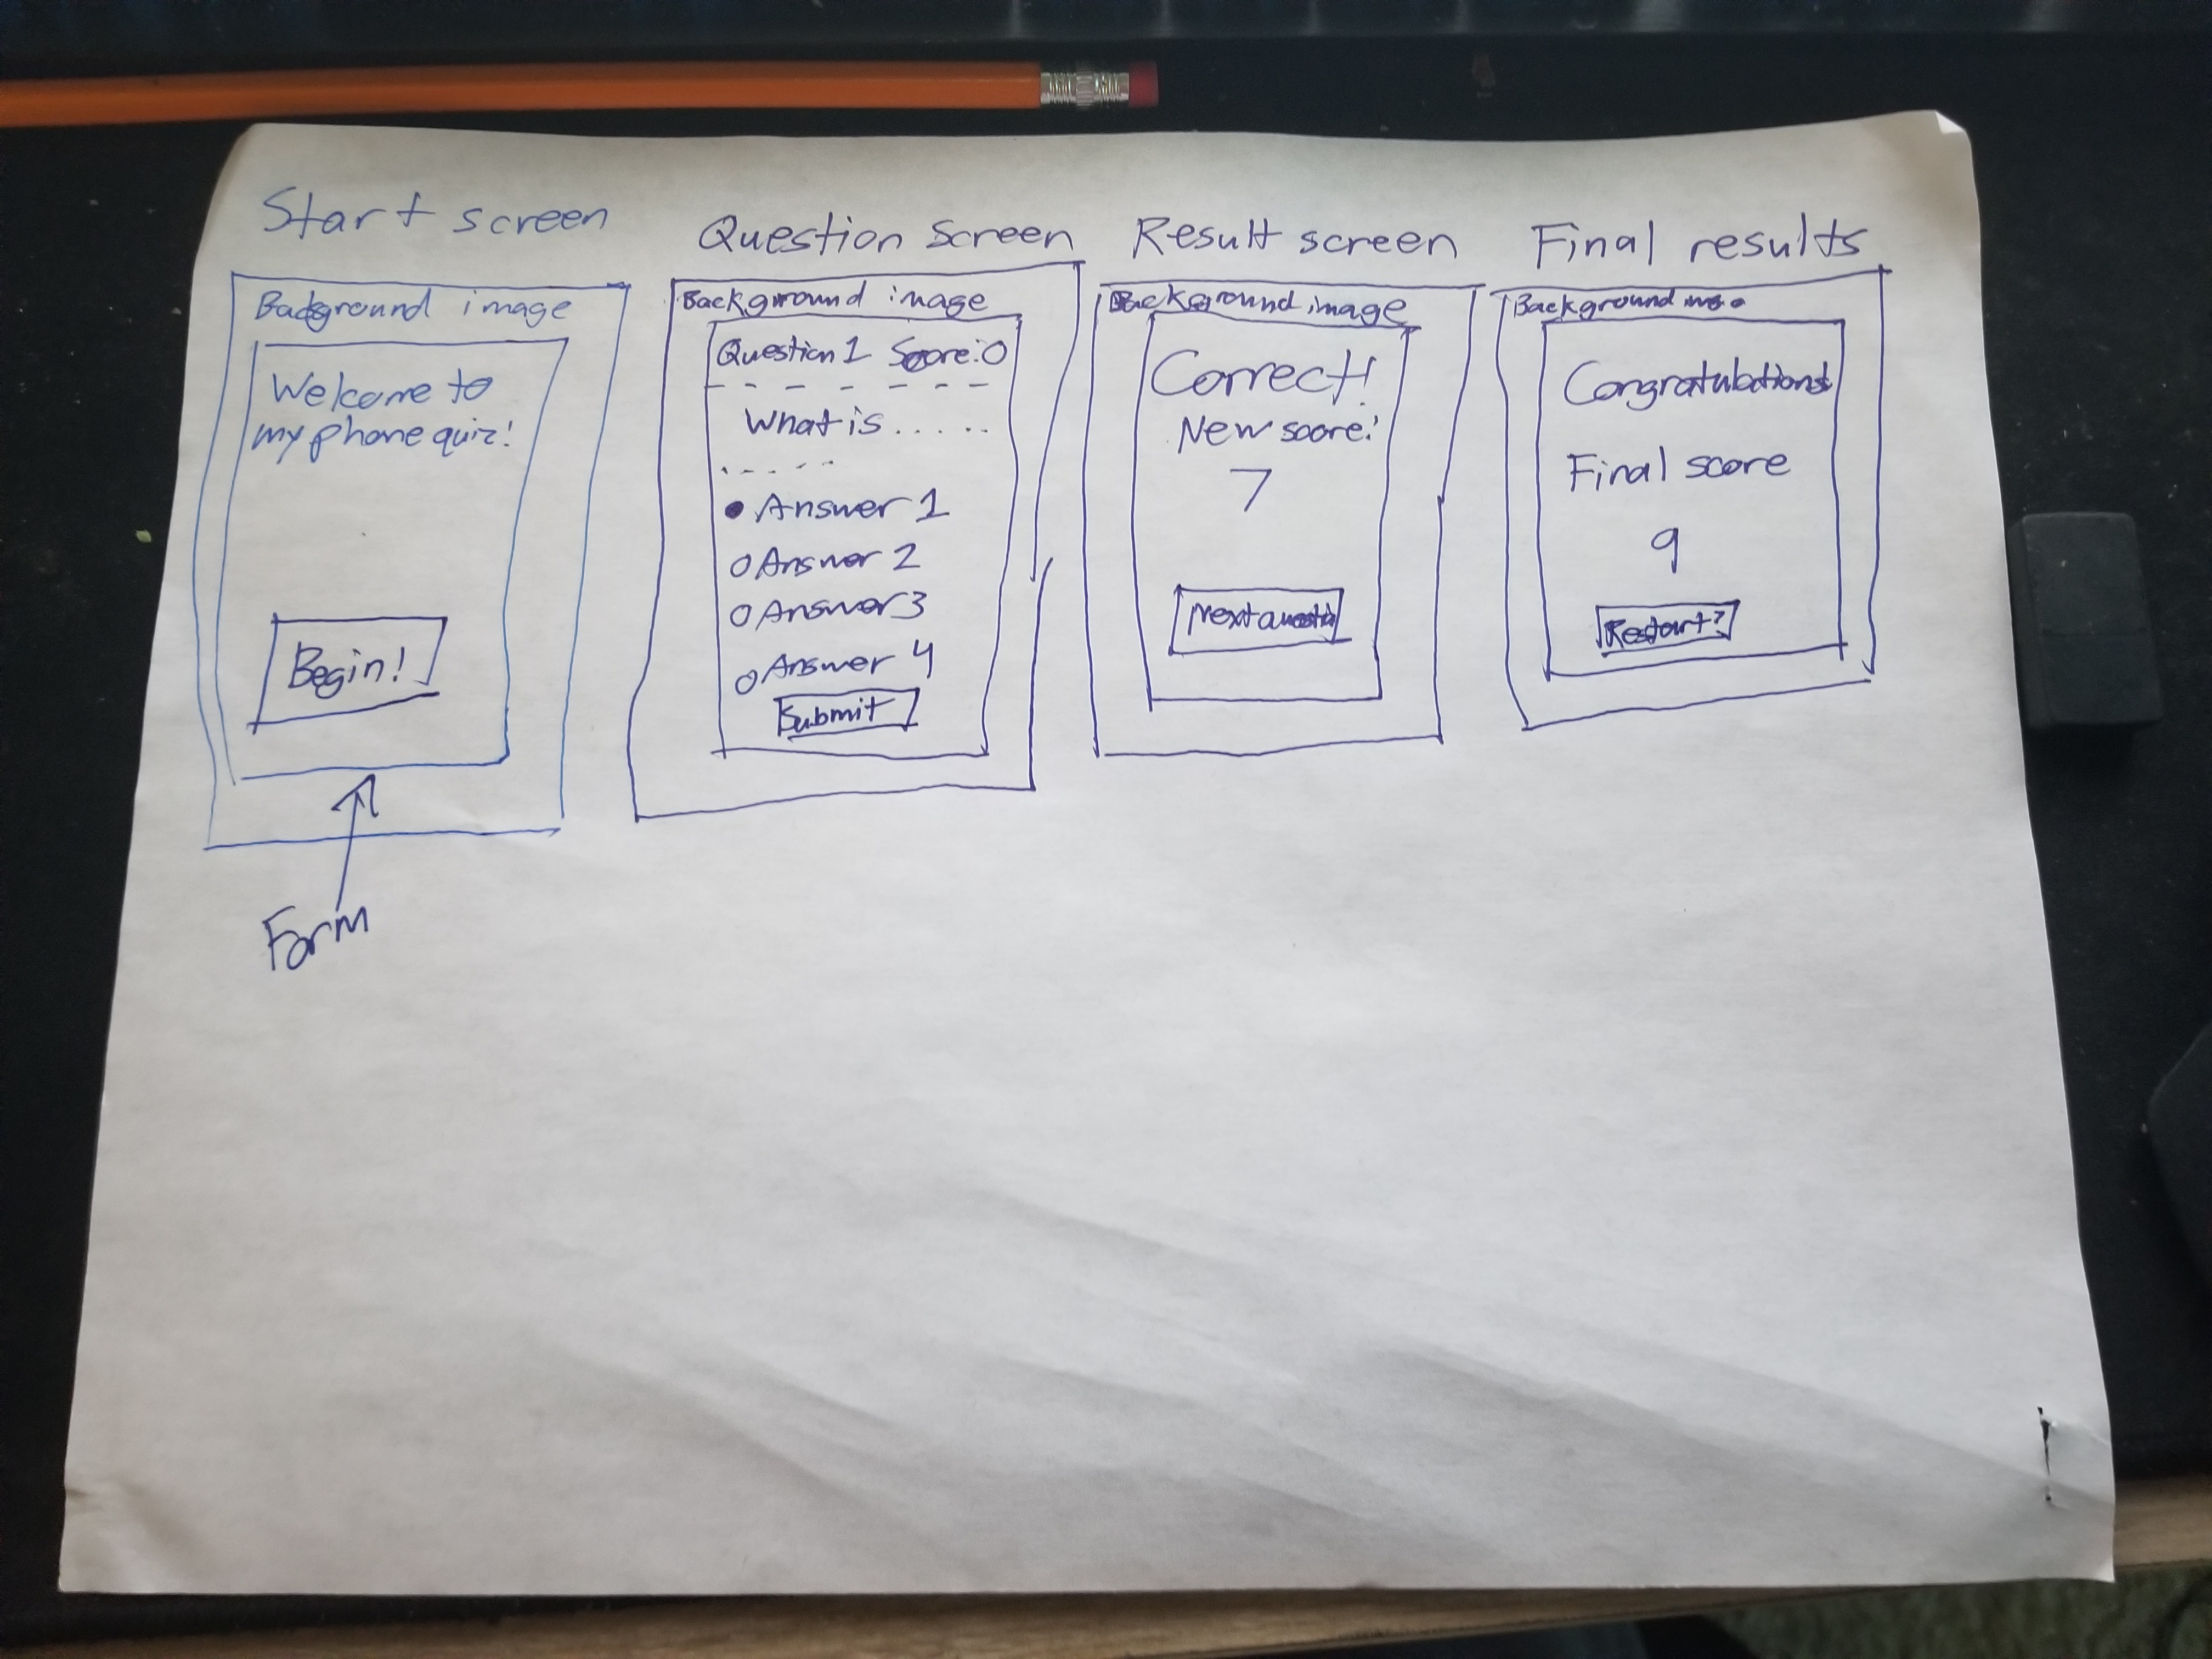 Start screen
Background image
Welcome to
my phone quiz!
Begin!
Form
Question screen
Background image
Question 1 Score:0
What is.....
Answer 1
Answer 2
Answer 3
Answer 4
Submit
Result screen
Background image
Correct!
New score:
7
Next
Final results
Background
Congratulations
Final score
9
Restart?